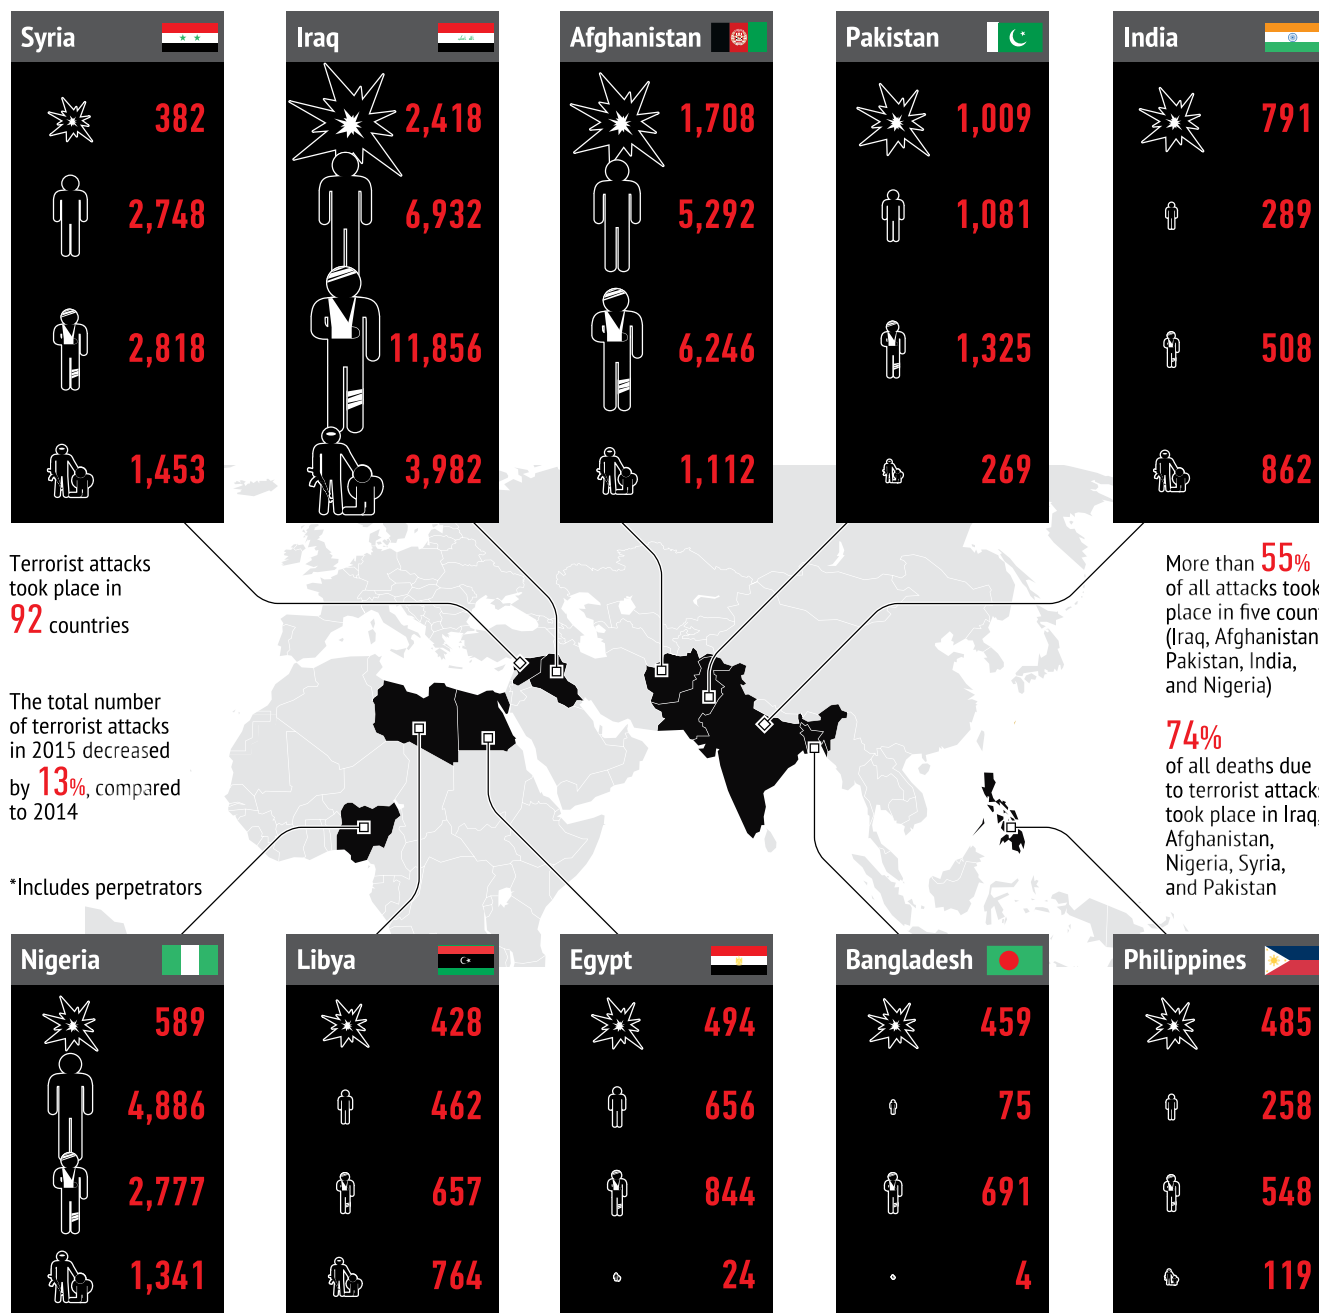 Syria
382
2,748
2,818
1,453
Iraq
2,418
6,932
11,856
3,982
Afghanistan
1,708
5,292
6,246
1,112
Pakistan
1,009
1,081
1,325
269
India
791
289
508
862
Terrorist attacks
took place in
92 countries
The total number
of terrorist attacks
in 2015 decreased
by 13%, compared
to 2014
*Includes perpetrators
More than 55%
of all attacks took
place in five coun
(Iraq, Afghanistan
Pakistan, India,
and Nigeria)
74%
of all deaths due
to terrorist attacks
took place in Iraq,
Afghanistan,
Nigeria, Syria,
and Pakistan
Nigeria
589
4,886
2,777
1,341
Libya
428
462
657
764
Egypt
494
656
844
24
Bangladesh
459
75
691
4
Philippines
485
258
548
119